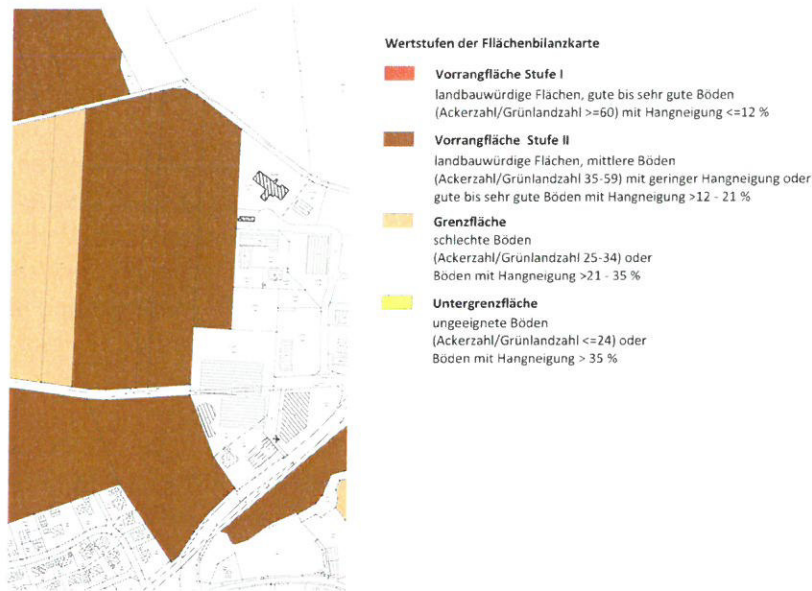 Wertstufen der Fllächenbilanzkarte
Vorrangfläche Stufe I
landbauwürdige Flächen, gute bis sehr gute Böden
(Ackerzahl/Grünlandzahl >=60) mit Hangneigung <=12 %
Vorrangfläche Stufe II
landbauwürdige Flächen, mittlere Böden
(Ackerzahl/Grünlandzahl 35-59) mit geringer Hangneigung oder
gute bis sehr gute Böden mit Hangneigung >12 - 21 %
Grenzfläche
schlechte Böden
(Ackerzahl/Grünlandzahl 25-34) oder
Böden mit Hangneigung >21 - 35 %
Untergrenzfläche
ungeeignete Böden
(Ackerzahl/Grünlandzahl <=24) oder
Böden mit Hangneigung > 35 %